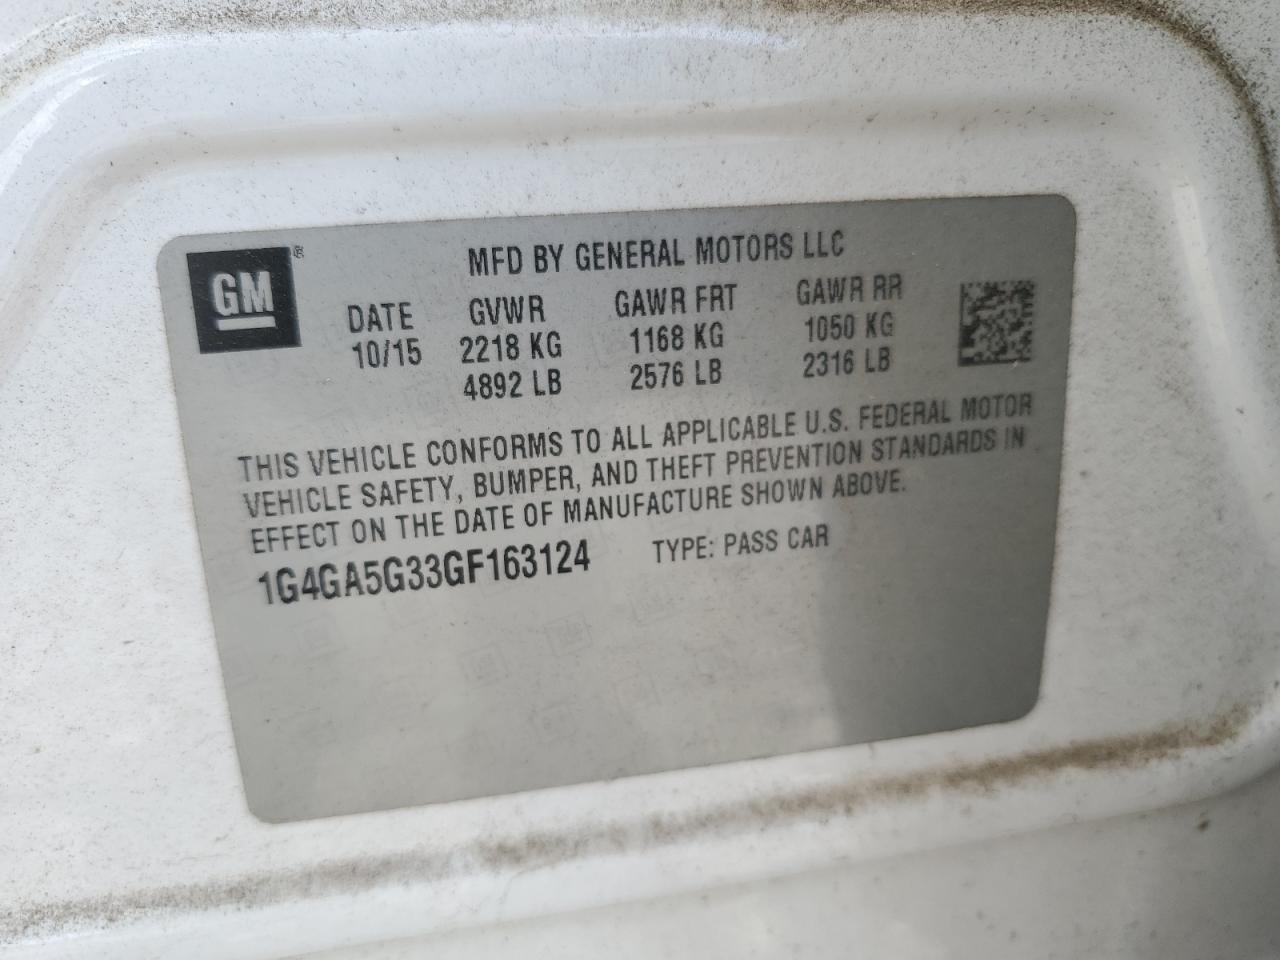 GM®
MFD BY GENERAL MOTORS LLC
DATE GVWR GAWR FRT GAWR RR
10/15 2218 KG 1168 KG 1050 KG
4892 LB 2576 LB 2316 LB
THIS VEHICLE CONFORMS TO ALL APPLICABLE U.S. FEDERAL MOTOR
VEHICLE SAFETY, BUMPER, AND THEFT PREVENTION STANDARDS IN
EFFECT ON THE DATE OF MANUFACTURE SHOWN ABOVE.
1G4GA5G33GF163124 TYPE: PASS CAR